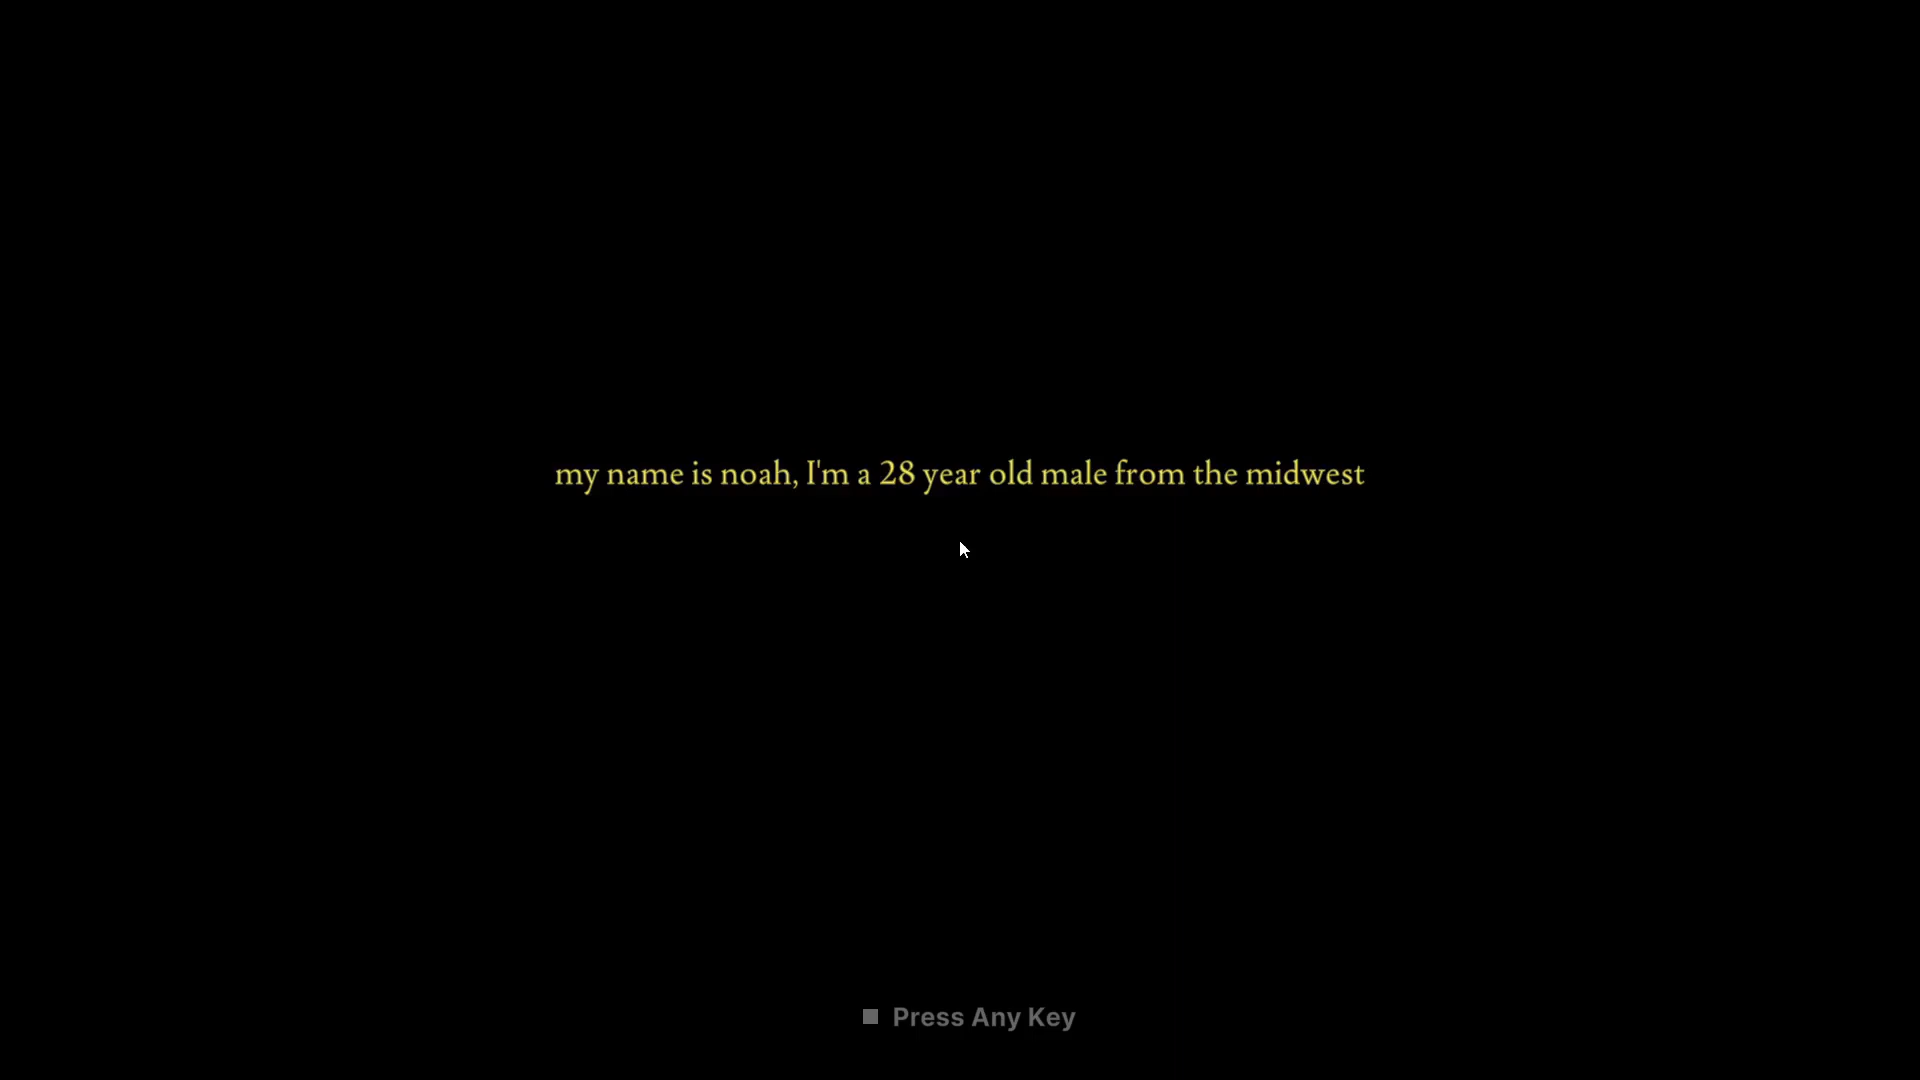 my name is noah, I'm a 28 year old male from the midwest
Press Any Key